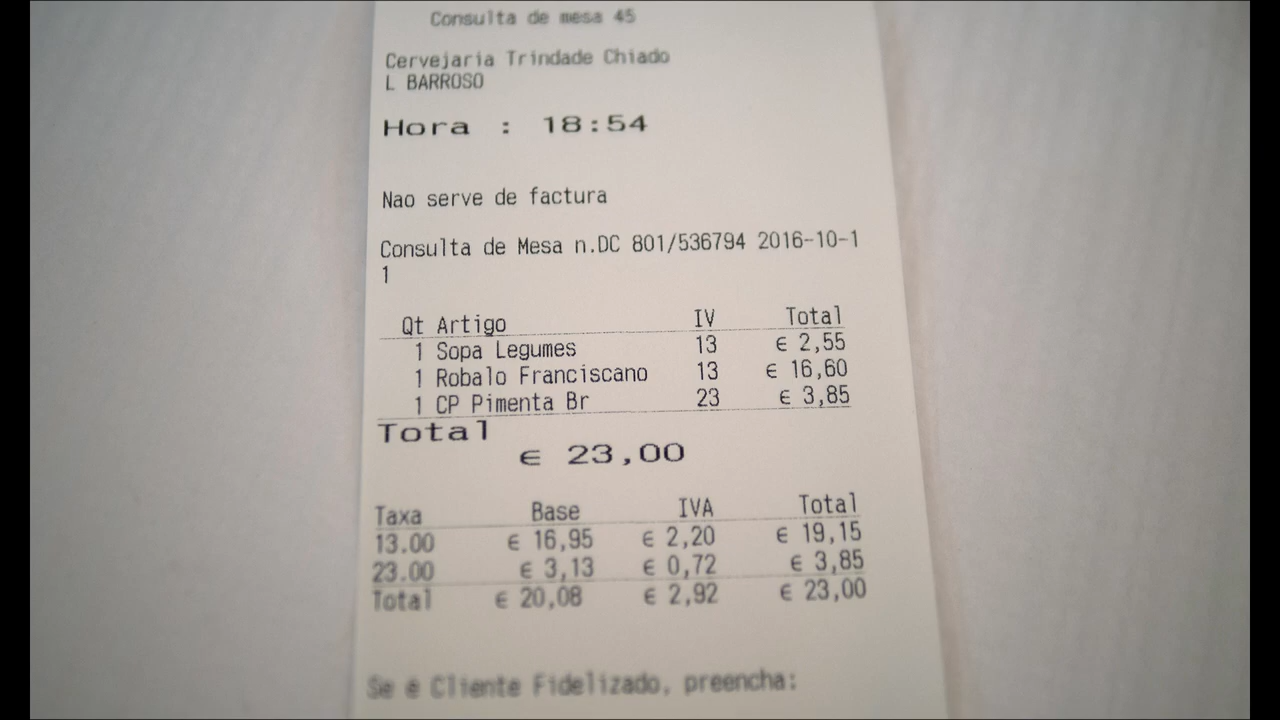 Consulta de mesa 45
Cervejaria Trindade Chiado
L BARROSO
Hora : 18:54
Nao serve de factura
Consulta de Mesa n.DC 801/536794 2016-10-1
1
Qt Artigo IV Total
1 Sopa Legumes 13 € 2,55
1 Robalo Franciscano 13 € 16,60
1 CP Pimenta Br 23 € 3,85
Total
€ 23,00
Taxa Base IVA Total
13.00 € 16,95 € 2,20 € 19,15
23.00 € 3,13 € 0,72 € 3,85
Total € 20,08 € 2,92 € 23,00
Se e Cliente Fidelizado, preencha: